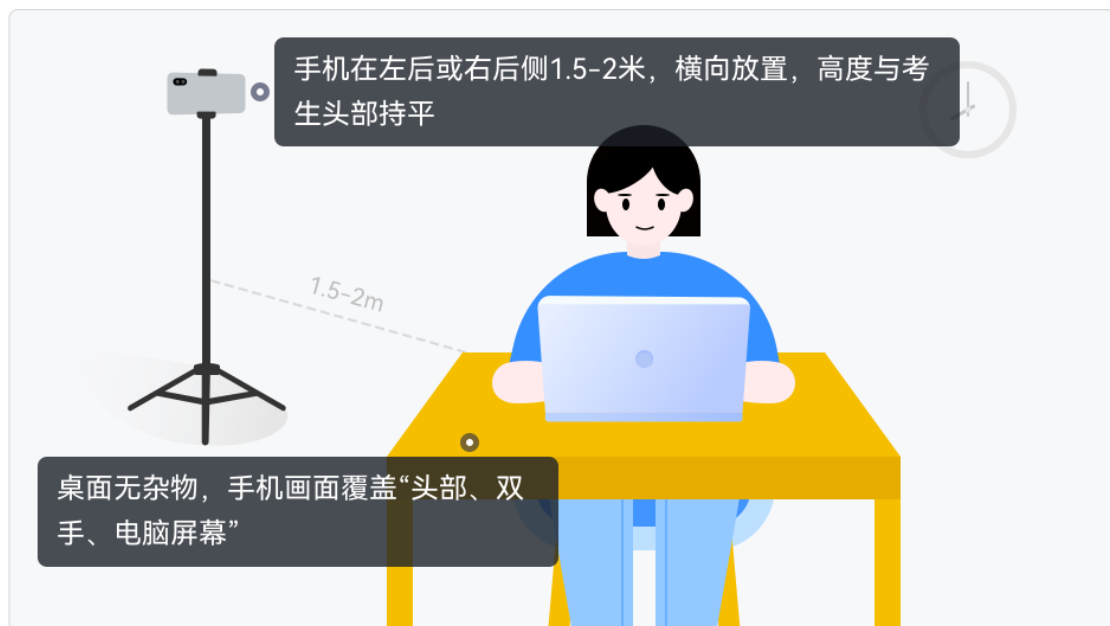 手机在左后或右后侧1.5-2米，横向放置，高度与考
生头部持平
1.5-2m
桌面无杂物，手机画面覆盖“头部、双
手、电脑屏幕”